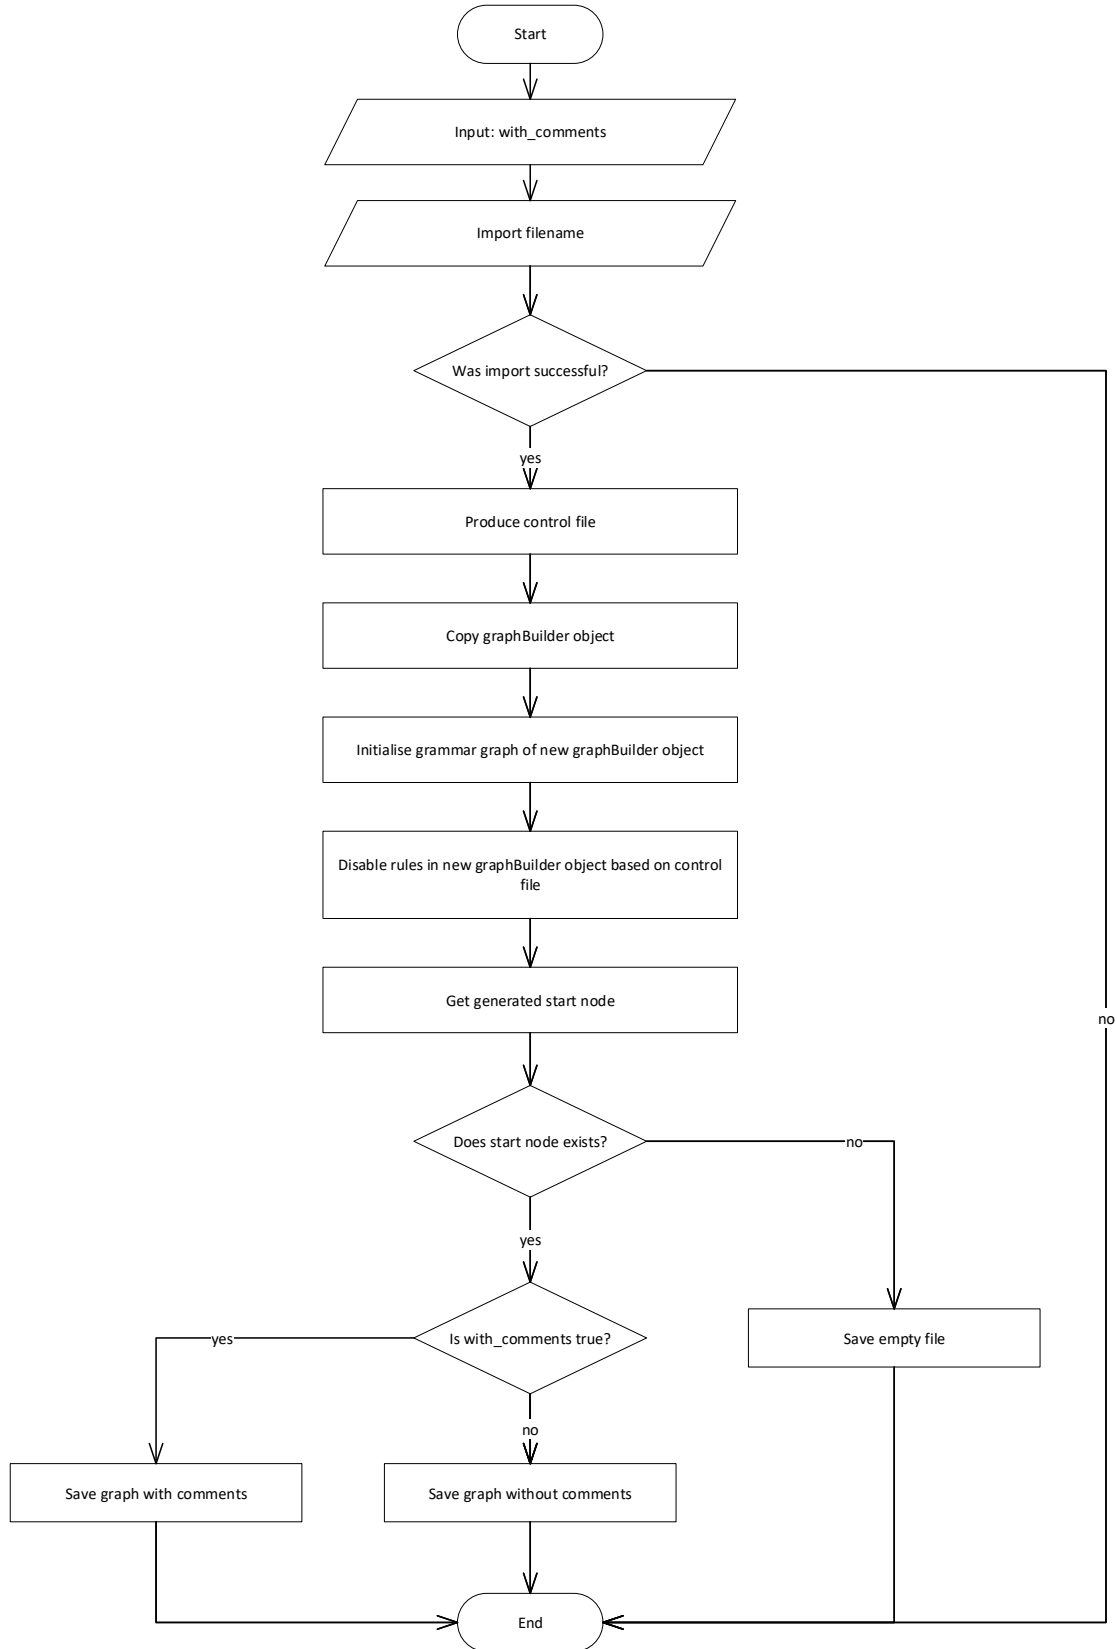 Start
Input: with_comments
Import filename
Was import successful?
yes
Produce control file
Copy graphBuilder object
Initialise grammar graph of new graphBuilder object
Disable rules in new graphBuilder object based on control
file
Get generated start node
no
Does start node exists?
no
yes
Is with_comments true?
yes
Save empty file
no
Save graph with comments
Save graph without comments
End